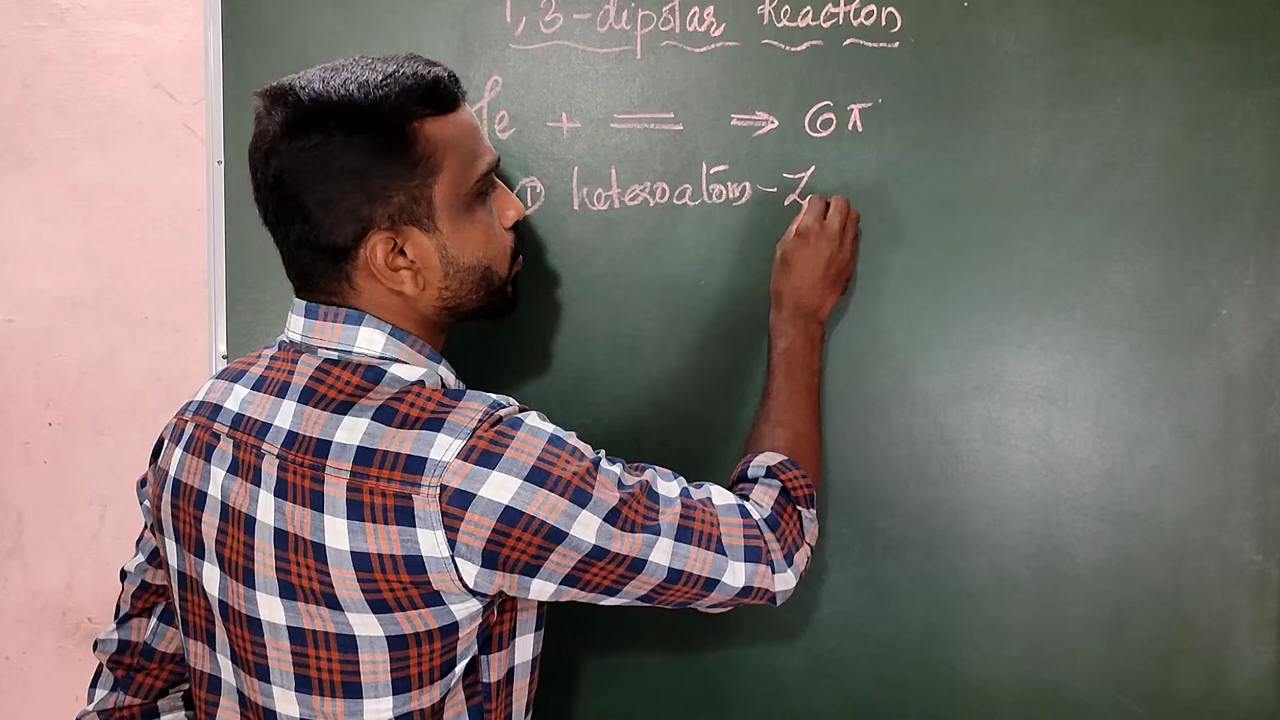 1,3-dipolar Reaction
e + = ⇒ 6π
① heteroatom - Z